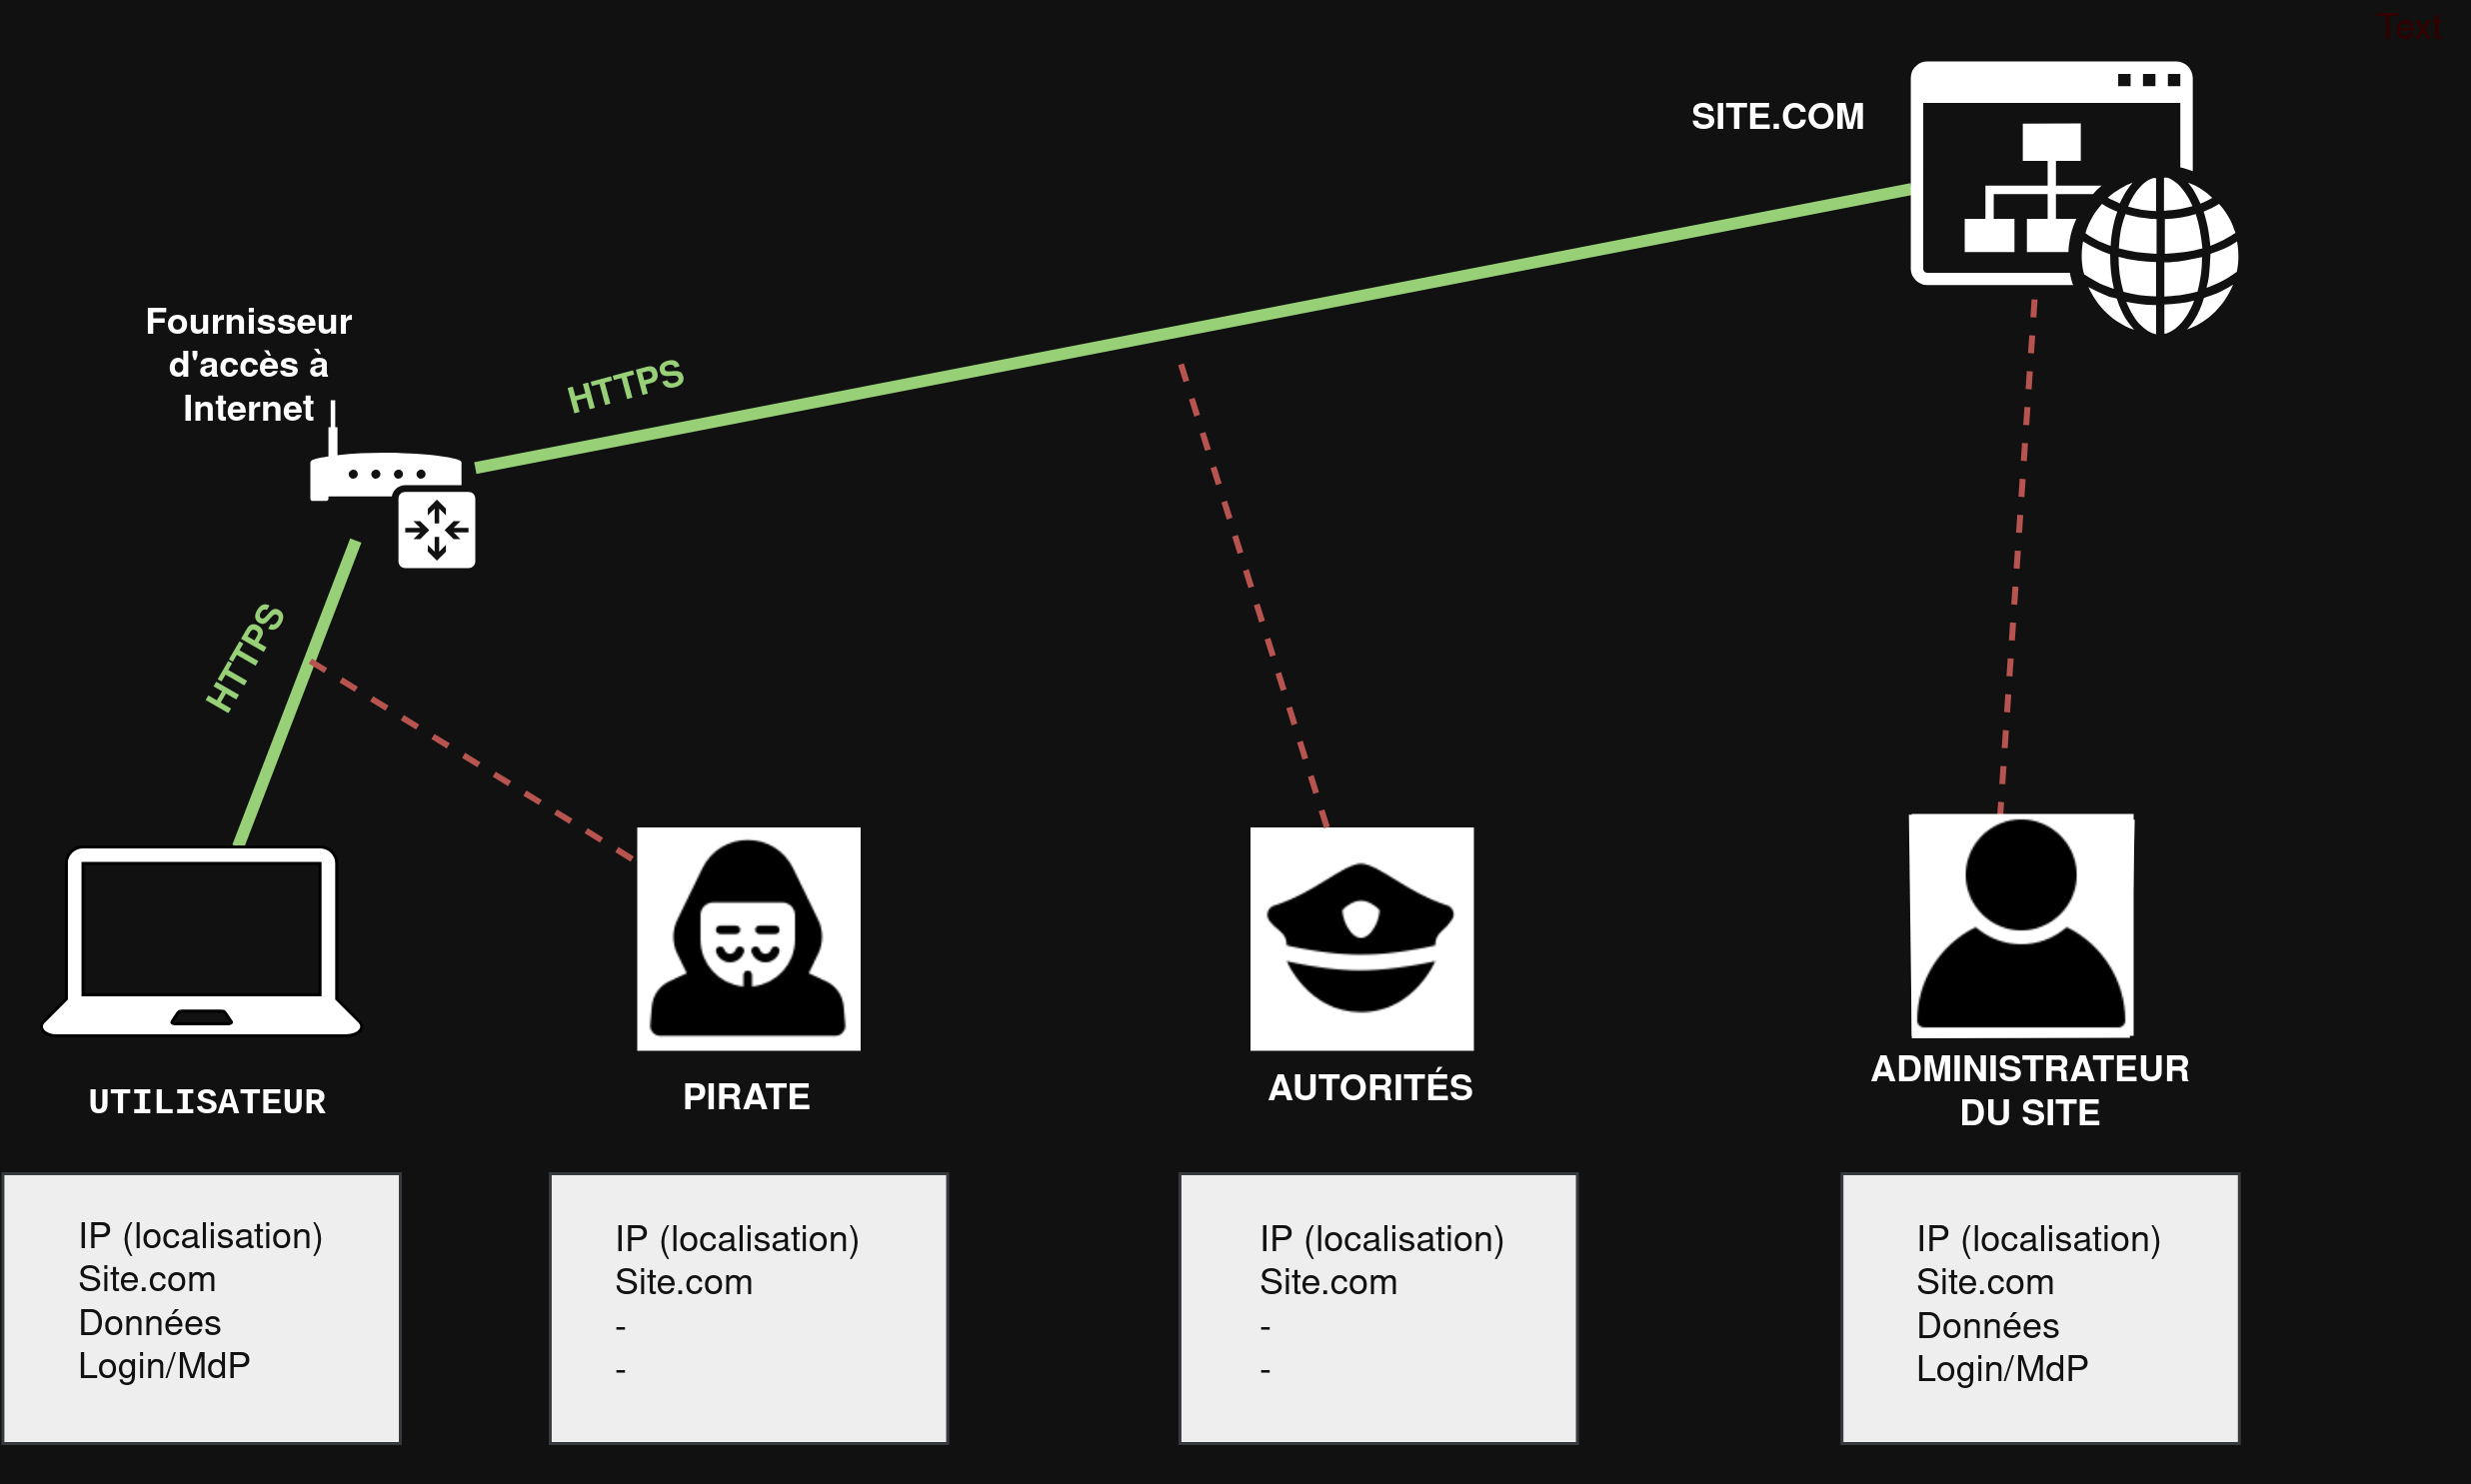 Text
SITE.COM
Fournisseur
d'accès à
Internet
HTTPS
HTTPS
UTILISATEUR
PIRATE
AUTORITÉS
ADMINISTRATEUR
DU SITE
IP (localisation)
Site.com
Données
Login/MdP
IP (localisation)
Site.com
-
-
IP (localisation)
Site.com
-
-
IP (localisation)
Site.com
Données
Login/MdP